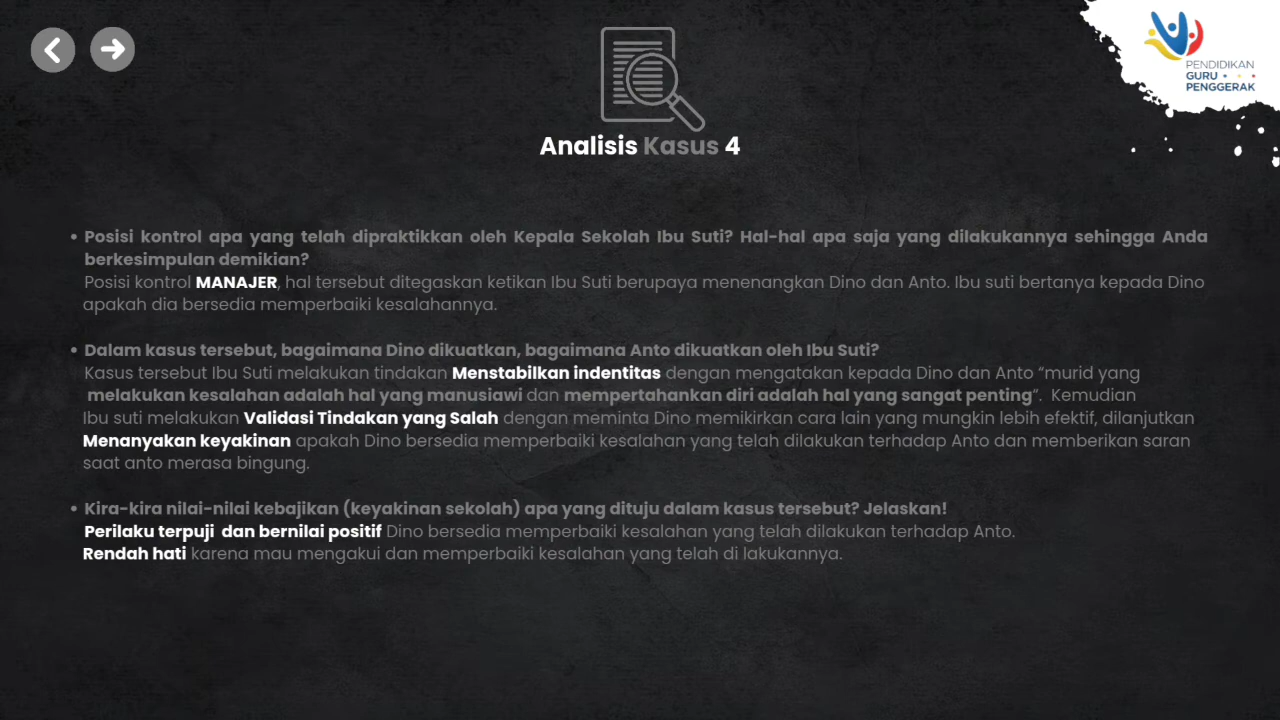 PENDIDIKAN
GURU
PENGGERAK
Analisis Kasus 4
• Posisi kontrol apa yang telah dipraktikkan oleh Kepala Sekolah Ibu Suti? Hal-hal apa saja yang dilakukannya sehingga Anda
berkesimpulan demikian?
Posisi kontrol MANAJER, hal tersebut ditegaskan ketikan Ibu Suti berupaya menenangkan Dino dan Anto. Ibu suti bertanya kepada Dino
apakah dia bersedia memperbaiki kesalahannya.
• Dalam kasus tersebut, bagaimana Dino dikuatkan, bagaimana Anto dikuatkan oleh Ibu Suti?
Kasus tersebut Ibu Suti melakukan tindakan Menstabilkan indentitas dengan mengatakan kepada Dino dan Anto “murid yang
melakukan kesalahan adalah hal yang manusiawi dan mempertahankan diri adalah hal yang sangat penting”. Kemudian
Ibu suti melakukan Validasi Tindakan yang Salah dengan meminta Dino memikirkan cara lain yang mungkin lebih efektif, dilanjutkan
Menanyakan keyakinan apakah Dino bersedia memperbaiki kesalahan yang telah dilakukan terhadap Anto dan memberikan saran
saat anto merasa bingung.
• Kira-kira nilai-nilai kebajikan (keyakinan sekolah) apa yang dituju dalam kasus tersebut? Jelaskan!
Perilaku terpuji dan bernilai positif Dino bersedia memperbaiki kesalahan yang telah dilakukan terhadap Anto.
Rendah hati karena mau mengakui dan memperbaiki kesalahan yang telah di lakukannya.